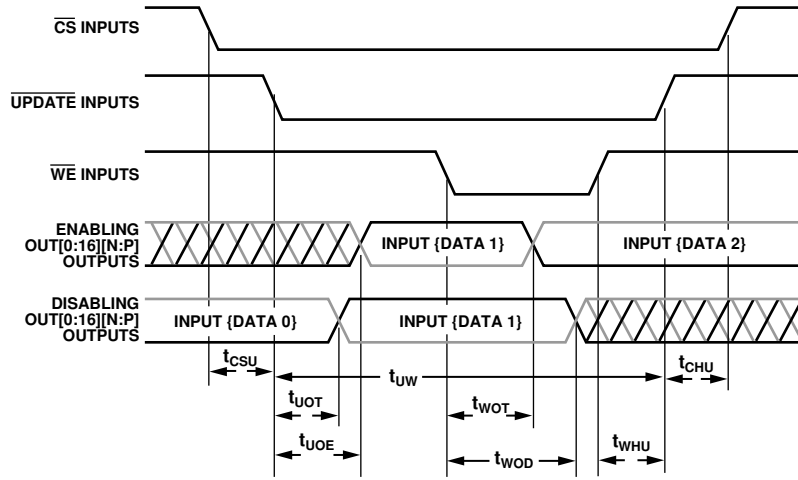 CS INPUTS
UPDATE INPUTS
WE INPUTS
ENABLING
OUT[0:16][N:P]
OUTPUTS
INPUT {DATA 1}
INPUT {DATA 2}
DISABLING
OUT[0:16][N:P]
OUTPUTS
INPUT {DATA 0}
INPUT {DATA 1}
tCSU
tUW
tCHU
tUOT
tWOT
tUOE
tWOD
tWHU